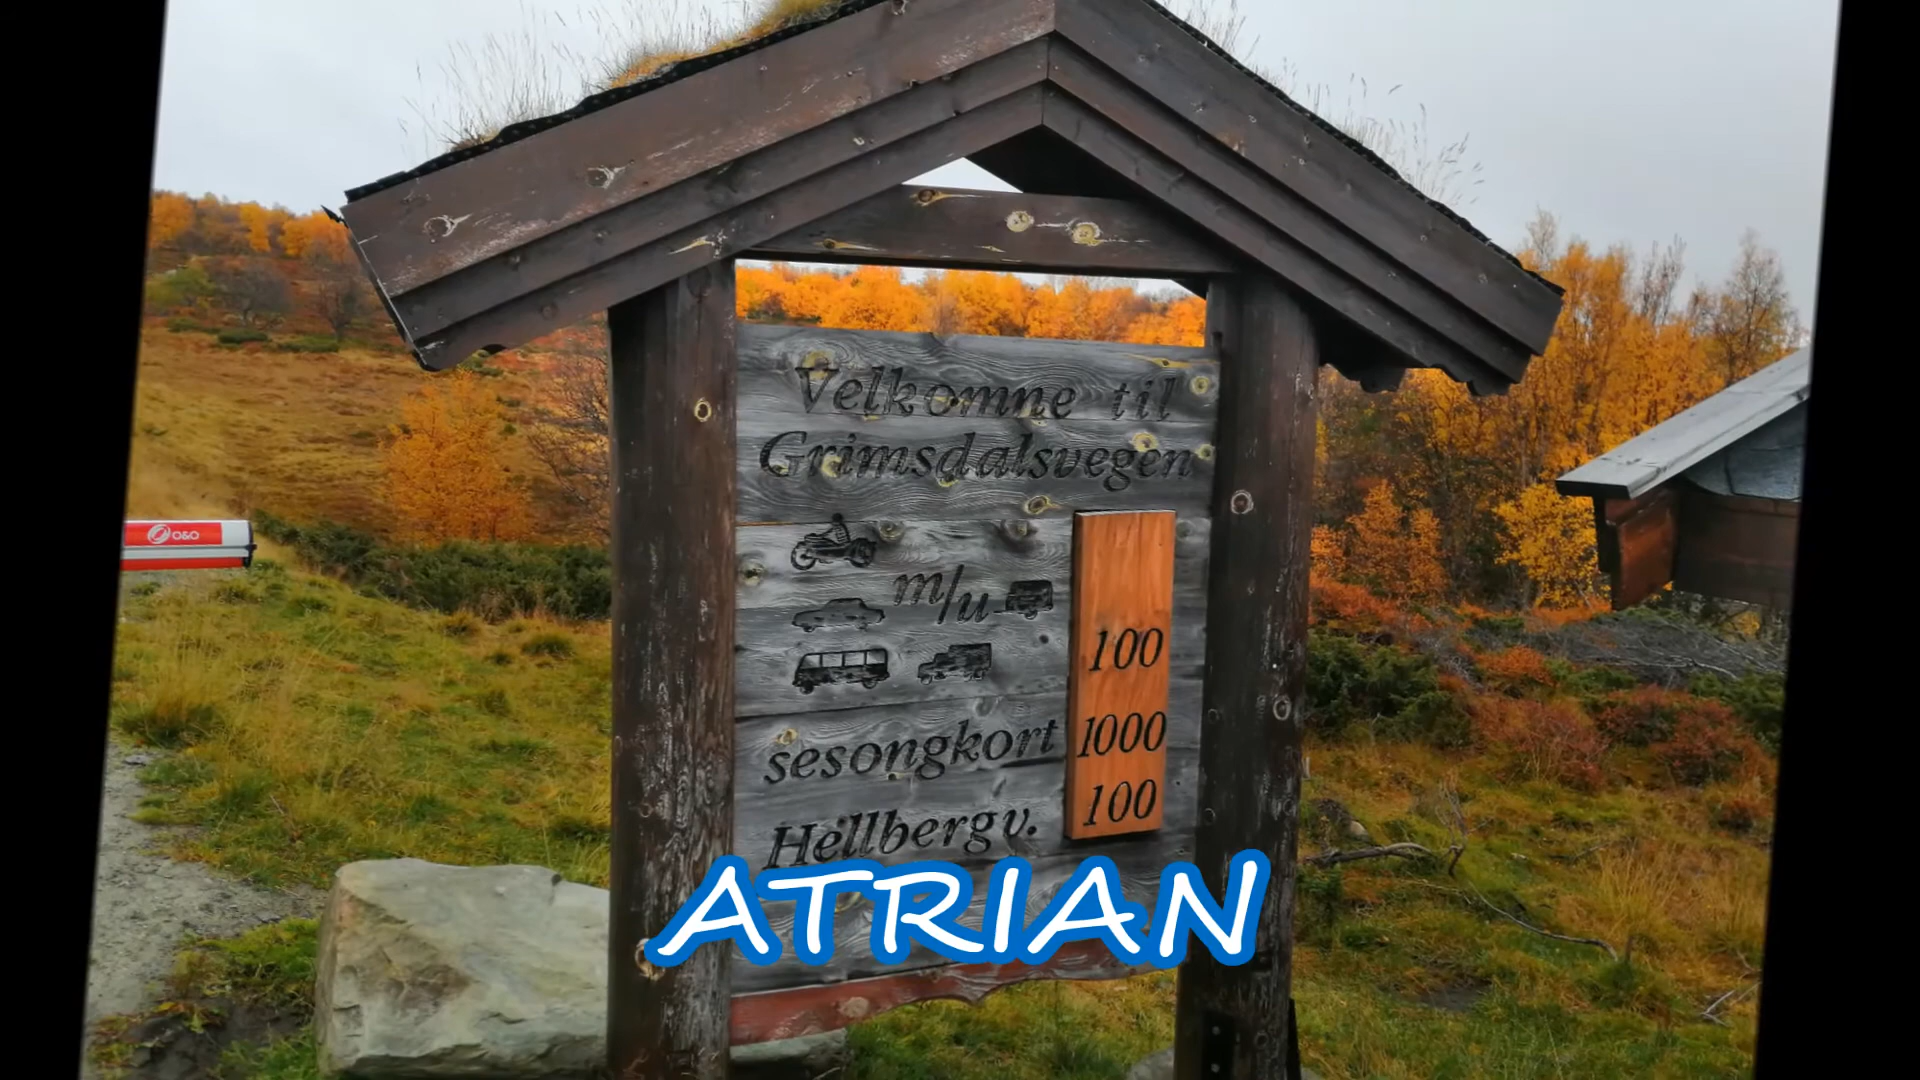 Velkomne til
Grimsdalsvegen
O&O
m/u
100
sesongkort 1000
Hellbergv. 100
ATRIAN